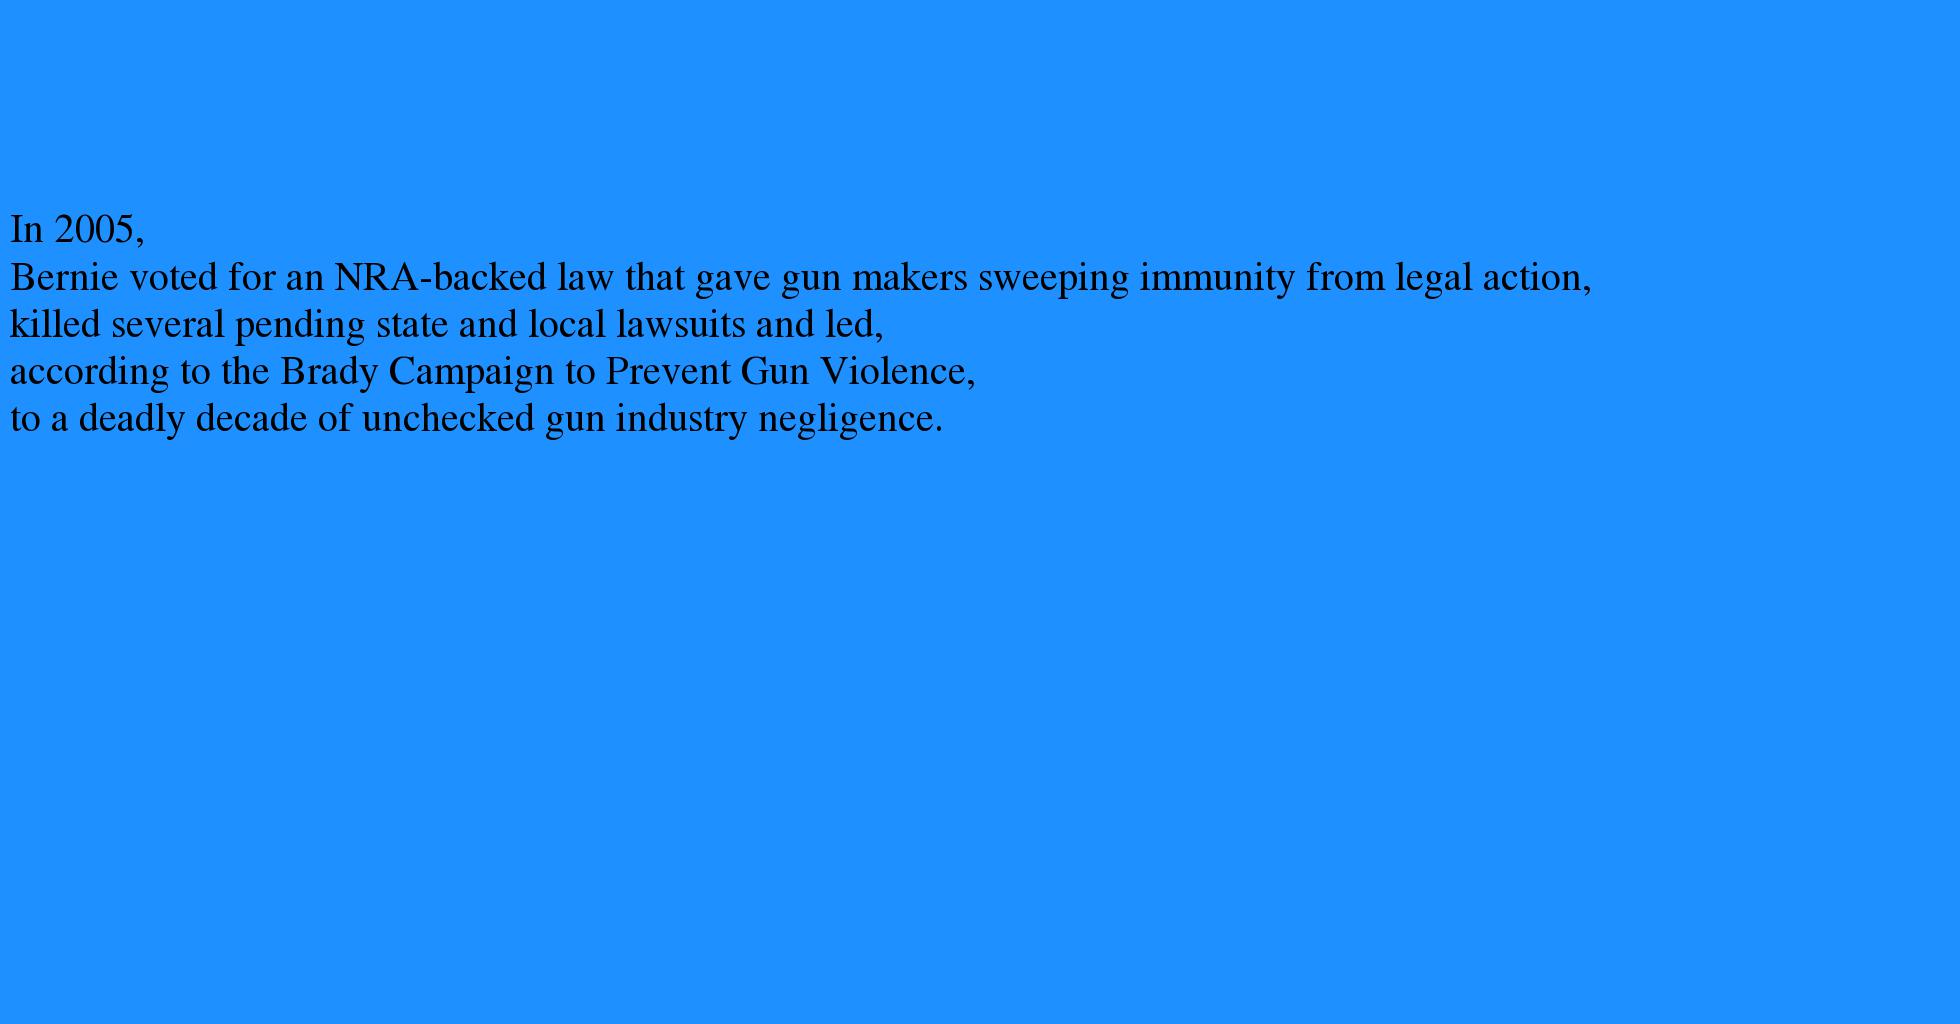 In 2005,
Bernie voted for an NRA-backed law that gave gun makers sweeping immunity from legal action,
killed several pending state and local lawsuits and led,
according to the Brady Campaign to Prevent Gun Violence,
to a deadly decade of unchecked gun industry negligence.